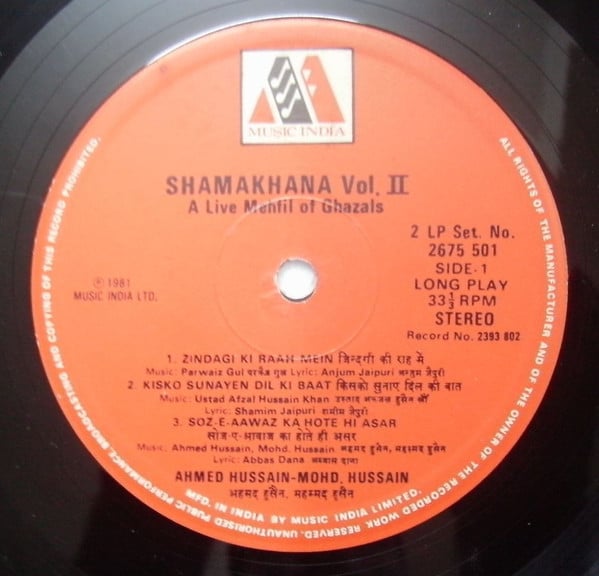 MUSIC INDIA
SHAMAKHANA Vol. II
A Live Mehfil of Ghazals
2 LP Set. No.
2675 501
SIDE-1
LONG PLAY
33⅓ RPM
STEREO
Record No. 2393 802
Ⓟ 1981
MUSIC INDIA LTD.
1. ZINDAGI KI RAAH MEIN ज़िन्दगी की राह में
Music: Parwaiz Gul परवैज़ गुल Lyric: Anjum Jaipuri अन्जुम जैपुरी
2. KISKO SUNAYEN DIL KI BAAT किसको सुनाए दिल की बात
Music: Ustad Afzal Hussain Khan उस्ताद अफ़ज़ल हुसैन खाँ
Lyric: Shamim Jaipuri शमीम जैपुरी
3. SOZ-E-AAWAZ KA HOTE HI ASAR
सोज़-ए-आवाज का होते ही असर
Music: Ahmed Hussain, Mohd. Hussain अहमद हुसैन, महम्मद हुसैन
Lyric: Abbas Dana अब्बास दाना
AHMED HUSSAIN-MOHD. HUSSAIN
अहमद हुसैन, महम्मद हुसैन
ALL RIGHTS OF THE MANUFACTURER AND OF THE OWNER OF THE RECORDED WORK RESERVED. UNAUTHORISED PUBLIC PERFORMANCE BROADCASTING AND COPYING OF THIS RECORD PROHIBITED.
MFD. IN INDIA BY MUSIC INDIA LIMITED.